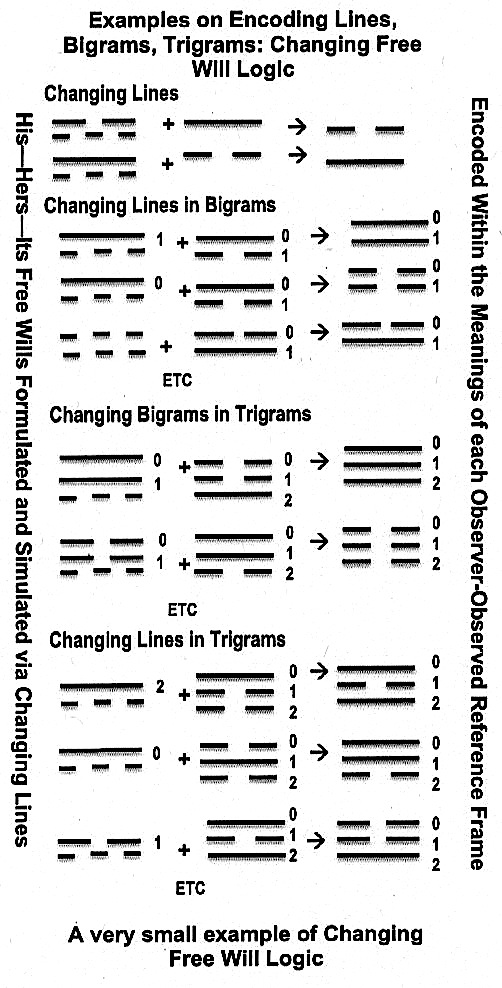 Examples on Encoding Lines,
Bigrams, Trigrams: Changing Free
Will Logic
Changing Lines
+
+
Changing Lines in Bigrams
1 + 0
1
0
1
0 + 0
1
0
1
+ 0
1
0
1
ETC
Changing Bigrams in Trigrams
0
1
+ 0
1
2
0
1
2
0
1 + 0
1
2
0
1
2
ETC
Changing Lines in Trigrams
2 + 0
1
2
0
1
2
0 + 0
1
2
0
1
2
1 + 0
1
2
0
1
2
ETC
A very small example of Changing
Free Will Logic
His—Hers—Its Free Wills Formulated and Simulated via Changing Lines
Encoded Within the Meanings of each Observer-Observed Reference Frame